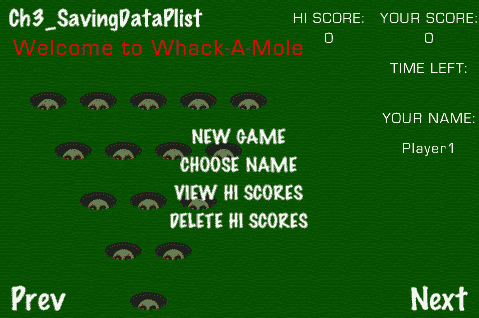 Ch3_SavingDataPlist
HI SCORE:
YOUR SCORE:
0
0
Welcome to Whack-A-Mole
TIME LEFT:
YOUR NAME:
Player1
NEW GAME
CHOOSE NAME
VIEW HI SCORES
DELETE HI SCORES
Prev
Next